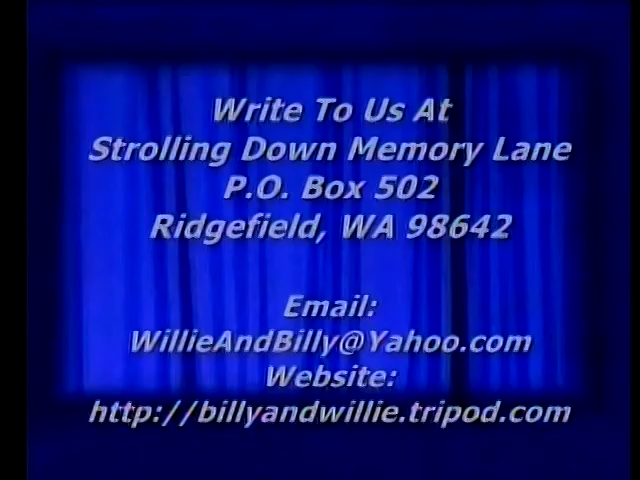 Write To Us At
Strolling Down Memory Lane
P.O. Box 502
Ridgefield, WA 98642
Email:
WillieAndBilly@Yahoo.com
Website:
http://billyandwillie.tripod.com